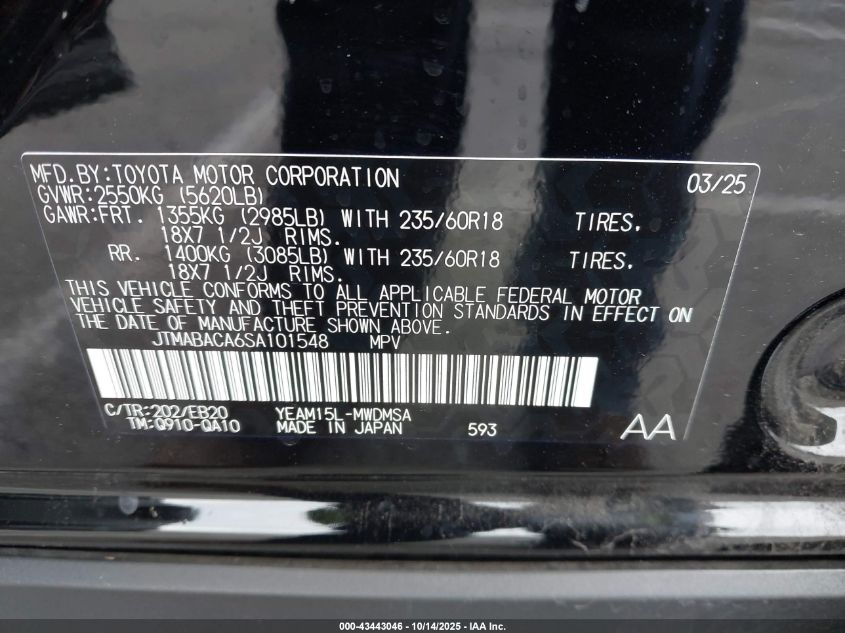 MFD.BY:TOYOTA MOTOR CORPORATION 03/25
GVWR:2550KG (5620LB)
GAWR:FRT. 1355KG (2985LB) WITH 235/60R18 TIRES.
18X7 1/2J RIMS.
RR. 1400KG (3085LB) WITH 235/60R18 TIRES.
18X7 1/2J RIMS.
THIS VEHICLE CONFORMS TO ALL APPLICABLE FEDERAL MOTOR
VEHICLE SAFETY AND THEFT PREVENTION STANDARDS IN EFFECT ON
THE DATE OF MANUFACTURE SHOWN ABOVE.
JTMABACA6SA101548 MPV
C/TR:202/EB20 YEAM15L-MWDMSA
TM:Q910-QA10 MADE IN JAPAN 593 AA
000-43443046 - 10/14/2025 - IAA Inc.